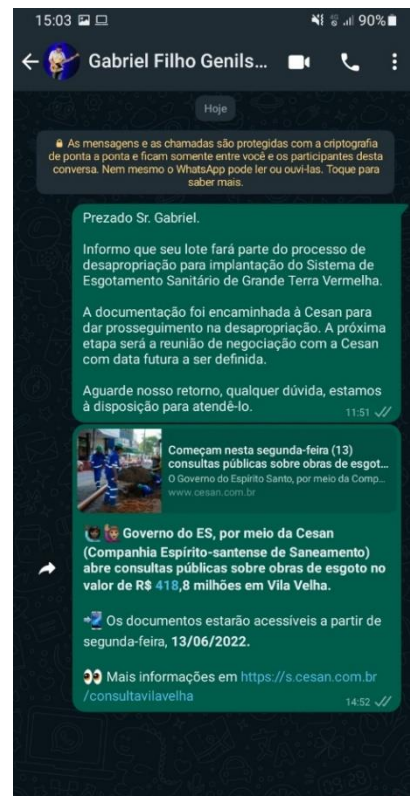 15:03 90%
Gabriel Filho Genils...
Hoje
As mensagens e as chamadas são protegidas com a criptografia
de ponta a ponta e ficam somente entre você e os participantes desta
conversa. Nem mesmo o WhatsApp pode ler ou ouvi-las. Toque para
saber mais.
Prezado Sr. Gabriel.
Informo que seu lote fará parte do processo de
desapropriação para implantação do Sistema de
Esgotamento Sanitário de Grande Terra Vermelha.
A documentação foi encaminhada à Cesan para
dar prosseguimento na desapropriação. A próxima
etapa será a reunião de negociação com a Cesan
com data futura a ser definida.
Aguarde nosso retorno, qualquer dúvida, estamos
à disposição para atendê-lo.
11:51
Começam nesta segunda-feira (13)
consultas públicas sobre obras de esgot...
O Governo do Espírito Santo, por meio da Comp...
www.cesan.com.br
Governo do ES, por meio da Cesan
(Companhia Espírito-santense de Saneamento)
abre consultas públicas sobre obras de esgoto no
valor de R$ 418,8 milhões em Vila Velha.
Os documentos estarão acessíveis a partir de
segunda-feira, 13/06/2022.
Mais informações em https://s.cesan.com.br
/consultavilavelha
14:52